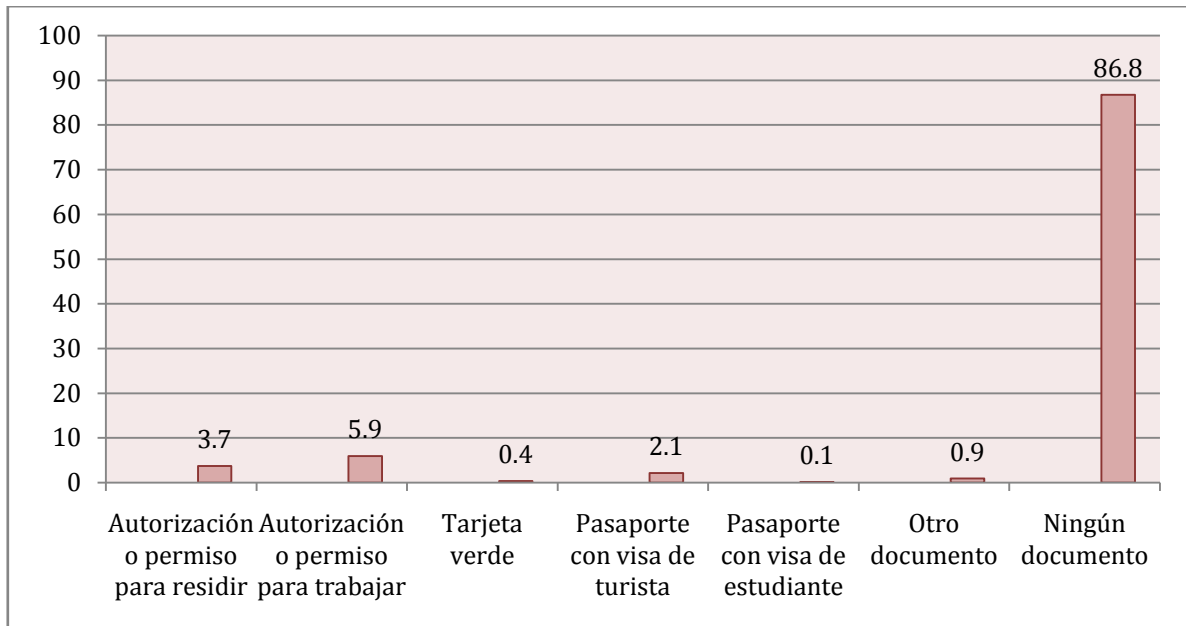 100
90
80
70
60
50
40
30
20
10
0
3.7
5.9
0.4
2.1
0.1
0.9
86.8
Autorización
o permiso
para residir
Autorización
o permiso
para trabajar
Tarjeta
verde
Pasaporte
con visa de
turista
Pasaporte
con visa de
estudiante
Otro
documento
Ningún
documento